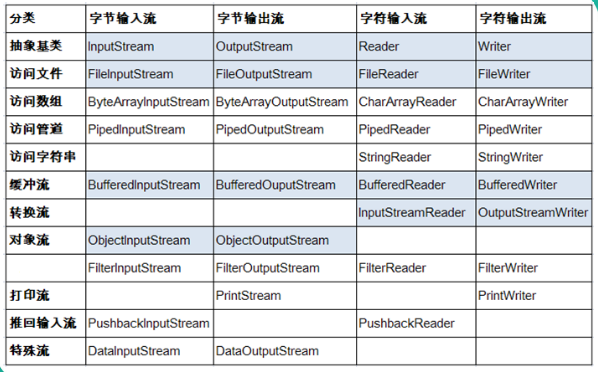 分类 字节输入流 字节输出流 字符输入流 字符输出流
抽象基类 InputStream OutputStream Reader Writer
访问文件 FileInputStream FileOutputStream FileReader FileWriter
访问数组 ByteArrayInputStream ByteArrayOutputStream CharArrayReader CharArrayWriter
访问管道 PipedInputStream PipedOutputStream PipedReader PipedWriter
访问字符串 StringReader StringWriter
缓冲流 BufferedInputStream BufferedOuputStream BufferedReader BufferedWriter
转换流 InputStreamReader OutputStreamWriter
对象流 ObjectInputStream ObjectOutputStream
FilterInputStream FilterOutputStream FilterReader FilterWriter
打印流 PrintStream PrintWriter
推回输入流 PushbackInputStream PushbackReader
特殊流 DataInputStream DataOutputStream